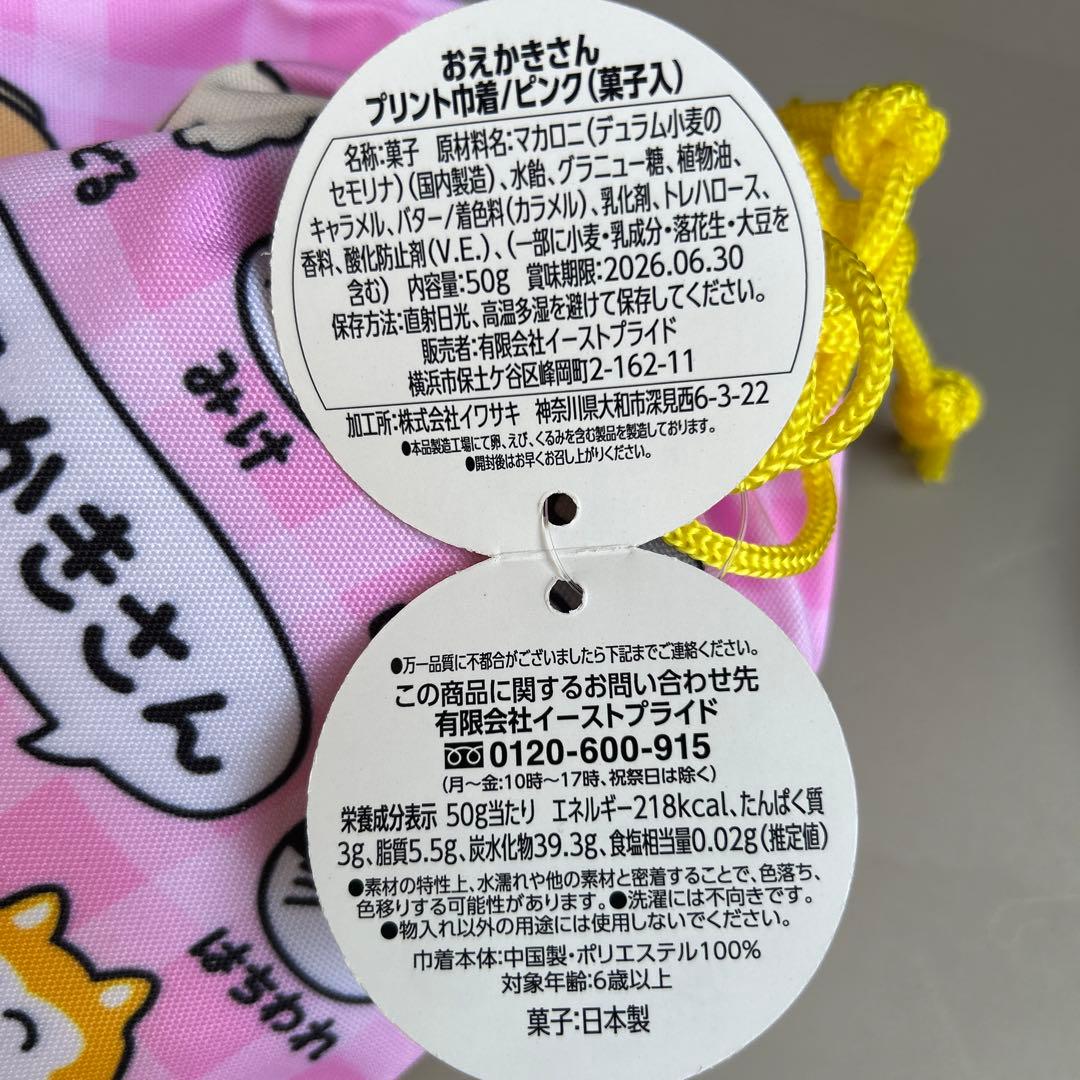 おえかきさん
プリント巾着/ピンク(菓子入)
名称:菓子 原材料名:マカロニ(デュラム小麦の
セモリナ)(国内製造)、水飴、グラニュー糖、植物油、
キャラメル、バター/着色料(カラメル)、乳化剤、トレハロース、
香料、酸化防止剤(V.E.)、(一部に小麦・乳成分・落花生・大豆を
含む) 内容量:50g 賞味期限:2026.06.30
保存方法:直射日光、高温多湿を避けて保存してください。
販売者:有限会社イーストプライド
横浜市保土ケ谷区峰岡町2-162-11
加工所:株式会社イワサキ 神奈川県大和市深見西6-3-22
●本品製造工場にて卵、えび、くるみを含む製品を製造しております。
●開封後はお早くお召し上がりください。
●万一品質に不都合がございましたら下記までご連絡ください。
この商品に関するお問い合わせ先
有限会社イーストプライド
0120-600-915
(月～金:10時～17時、祝祭日は除く)
栄養成分表示 50g当たり エネルギー218kcal、たんぱく質
3g、脂質5.5g、炭水化物39.3g、食塩相当量0.02g(推定値)
●素材の特性上、水濡れや他の素材と密着することで、色落ち、
色移りする可能性があります。●洗濯には不向きです。
●物入れ以外の用途には使用しないでください。
巾着本体:中国製・ポリエステル100%
対象年齢:6歳以上
菓子:日本製
みけ
かきさん
はちわれ